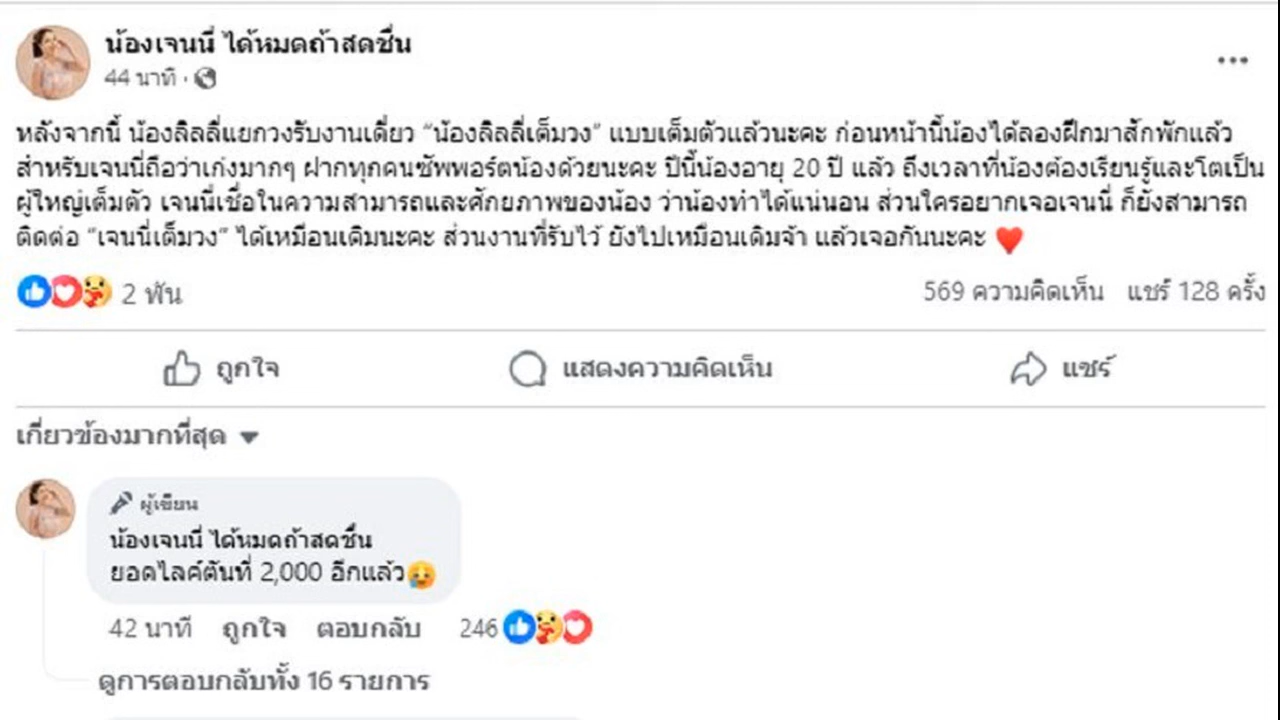 น้องเจนนี่ ได้หมดถ้าสดชื่น
44 นาที ·
หลังจากนี้ น้องลิลลี่แยกวงรับงานเดี่ยว “น้องลิลลี่เต็มวง” แบบเต็มตัวแล้วนะคะ ก่อนหน้านี้น้องได้ลองฝึกมาสักพักแล้ว
สำหรับเจนนี่ถือว่าเก่งมากๆ ฝากทุกคนซัพพอร์ตน้องด้วยนะคะ ปีนี้น้องอายุ 20 ปี แล้ว ถึงเวลาที่น้องต้องเรียนรู้และโตเป็น
ผู้ใหญ่เต็มตัว เจนนี่เชื่อในความสามารถและศักยภาพของน้อง ว่าน้องทำได้แน่นอน ส่วนใครอยากเจอเจนนี่ ก็ยังสามารถ
ติดต่อ “เจนนี่เต็มวง” ได้เหมือนเดิมนะคะ ส่วนงานที่รับไว้ ยังไปเหมือนเดิมจ้า แล้วเจอกันนะคะ ❤️
2 พัน 569 ความคิดเห็น แชร์ 128 ครั้ง
ถูกใจ แสดงความคิดเห็น แชร์
เกี่ยวข้องมากที่สุด
ผู้เขียน
น้องเจนนี่ ได้หมดถ้าสดชื่น
ยอดไลค์ตันที่ 2,000 อีกแล้ว🥲
42 นาที ถูกใจ ตอบกลับ 246
ดูการตอบกลับทั้ง 16 รายการ